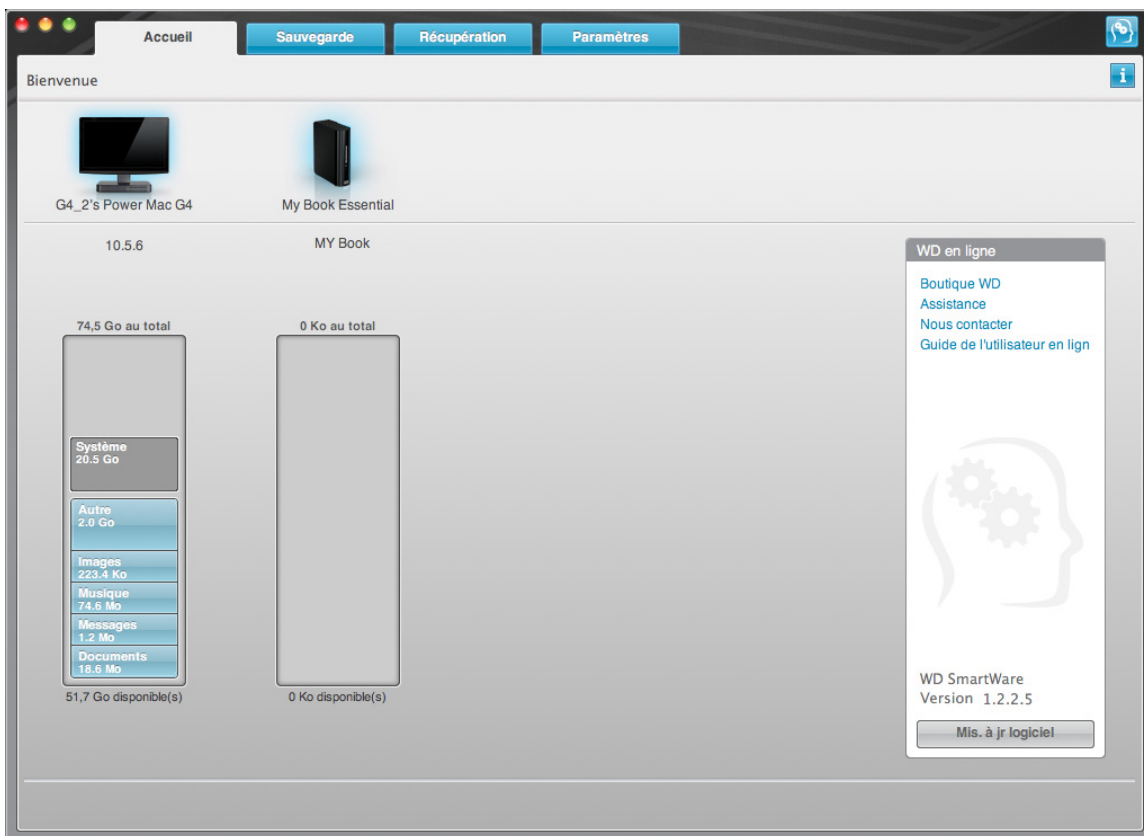 Accueil
Sauvegarde
Récupération
Paramètres
Bienvenue
i
G4_2's Power Mac G4
My Book Essential
10.5.6
MY Book
74,5 Go au total
0 Ko au total
Système
20.5 Go
Autre
2.0 Go
Images
223.4 Ko
Musique
74.6 Mo
Messages
1.2 Mo
Documents
18.6 Mo
51,7 Go disponible(s)
0 Ko disponible(s)
WD en ligne
Boutique WD
Assistance
Nous contacter
Guide de l'utilisateur en lign
WD SmartWare
Version 1.2.2.5
Mis. à jr logiciel